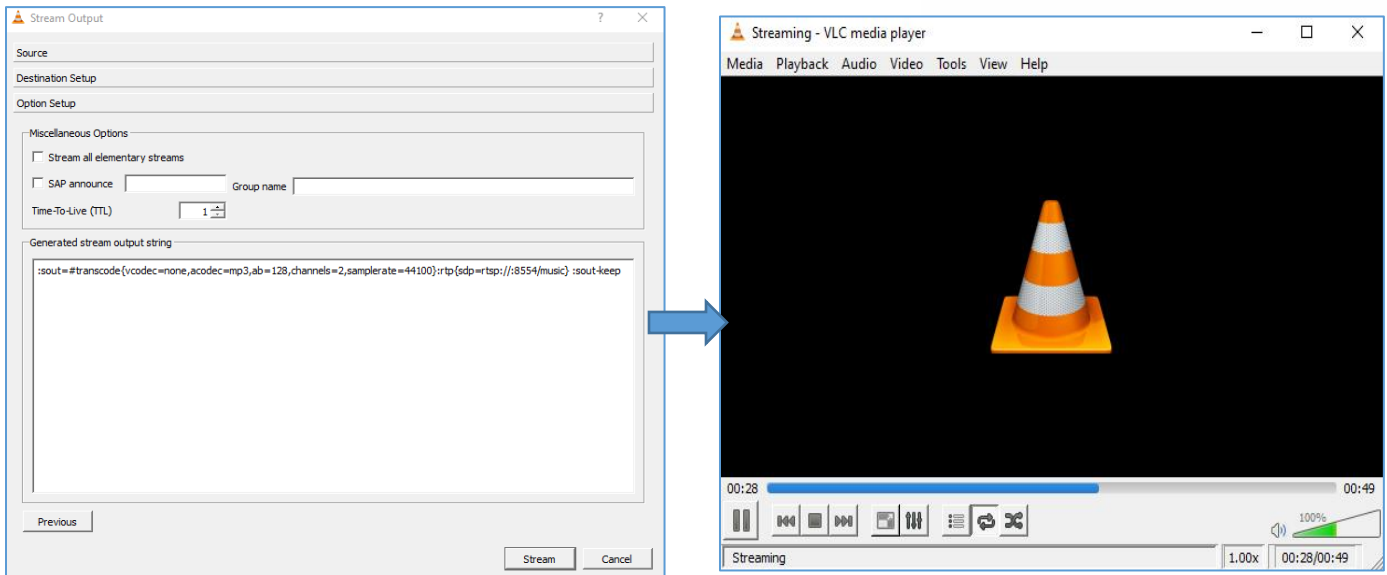 Stream Output
Source
Destination Setup
Option Setup
Miscellaneous Options
Stream all elementary streams
SAP announce Group name
Time-To-Live (TTL) 1
Generated stream output string
:sout=#transcode{vcodec=none,acodec=mp3,ab=128,channels=2,samplerate=44100}:rtp{sdp=rtsp://:8554/music} :sout-keep
Previous
Stream Cancel
Streaming - VLC media player
Media Playback Audio Video Tools View Help
00:28 00:49
100%
Streaming 1.00x 00:28/00:49